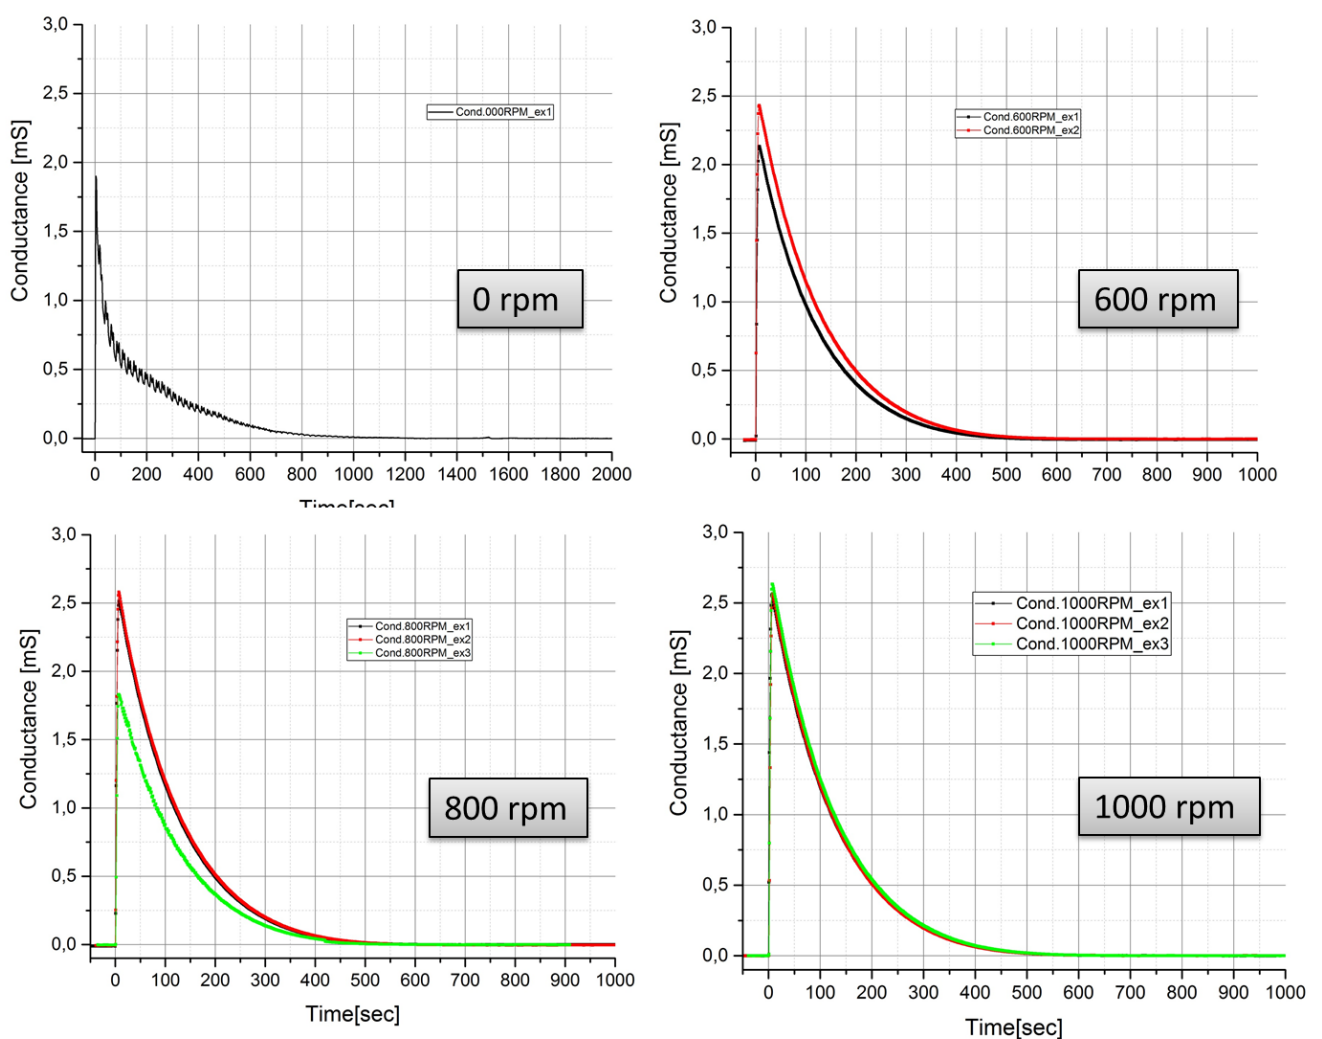 3,0
2,5
2,0
1,5
1,0
0,5
0,0
Conductance [mS]
Cond.000RPM_ex1
0 rpm
0 200 400 600 800 1000 1200 1400 1600 1800 2000
Time[sec]
3,0
2,5
2,0
1,5
1,0
0,5
0,0
Conductance [mS]
Cond.600RPM_ex1
Cond.600RPM_ex2
600 rpm
0 100 200 300 400 500 600 700 800 900 1000
3,0
2,5
2,0
1,5
1,0
0,5
0,0
Conductance [mS]
Cond.800RPM_ex1
Cond.800RPM_ex2
Cond.800RPM_ex3
800 rpm
0 100 200 300 400 500 600 700 800 900 1000
Time[sec]
3,0
2,5
2,0
1,5
1,0
0,5
0,0
Conductance [mS]
Cond.1000RPM_ex1
Cond.1000RPM_ex2
Cond.1000RPM_ex3
1000 rpm
0 100 200 300 400 500 600 700 800 900 1000
Time[sec]